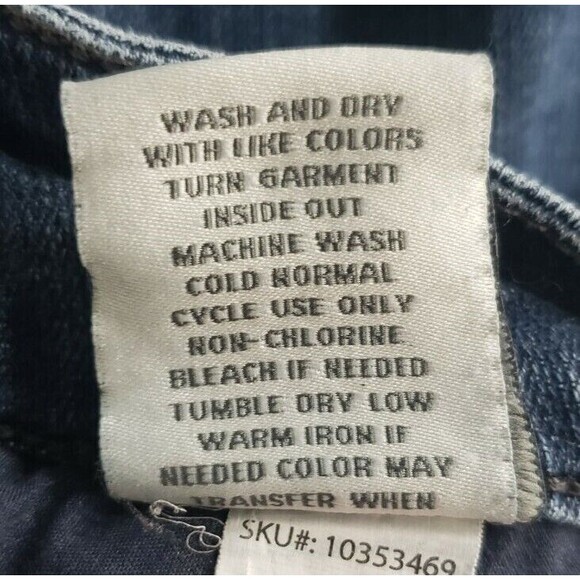 WASH AND DRY
WITH LIKE COLORS
TURN GARMENT
INSIDE OUT
MACHINE WASH
COLD NORMAL
CYCLE USE ONLY
NON-CHLORINE
BLEACH IF NEEDED
TUMBLE DRY LOW
WARM IRON IF
NEEDED COLOR MAY
TRANSFER WHEN
SKU#: 10353469